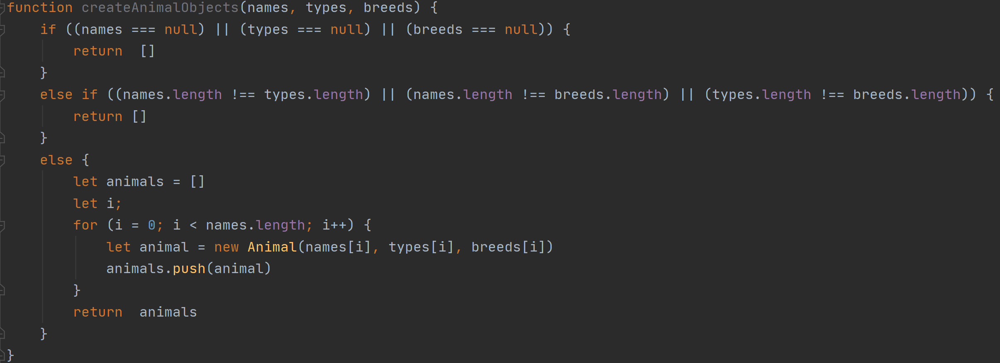 function createAnimalObjects(names, types, breeds) {
    if ((names === null) || (types === null) || (breeds === null)) {
        return  []
    }
    else if ((names.length !== types.length) || (names.length !== breeds.length) || (types.length !== breeds.length)) {
        return []
    }
    else {
        let animals = []
        let i;
        for (i = 0; i < names.length; i++) {
            let animal = new Animal(names[i], types[i], breeds[i])
            animals.push(animal)
        }
        return  animals
    }
}